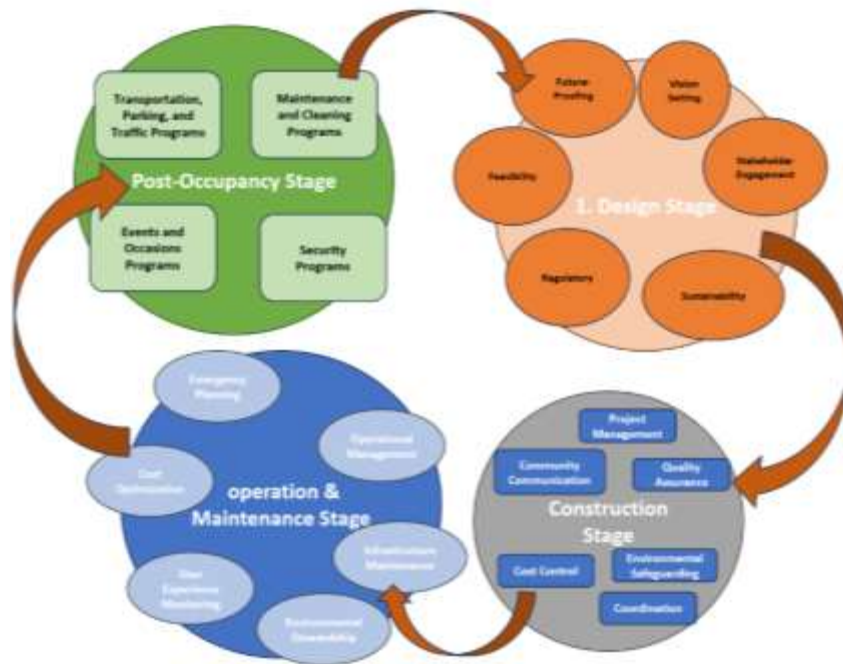 Transportation,
Parking, and
Traffic Programs
Maintenance
and Cleaning
Programs
Post-Occupancy Stage
Events and
Occasions
Programs
Security
Programs
Future-
Proofing
Vision
Setting
Feasibility
Stakeholder
Engagement
1. Design Stage
Regulatory
Sustainability
Emergency
Planning
Operational
Management
Cost
Optimization
operation &
Maintenance Stage
Infrastructure
Maintenance
User
Experience
Monitoring
Environmental
Stewardship
Project
Management
Community
Communication
Quality
Assurance
Construction
Stage
Cost Control
Environmental
Safeguarding
Coordination